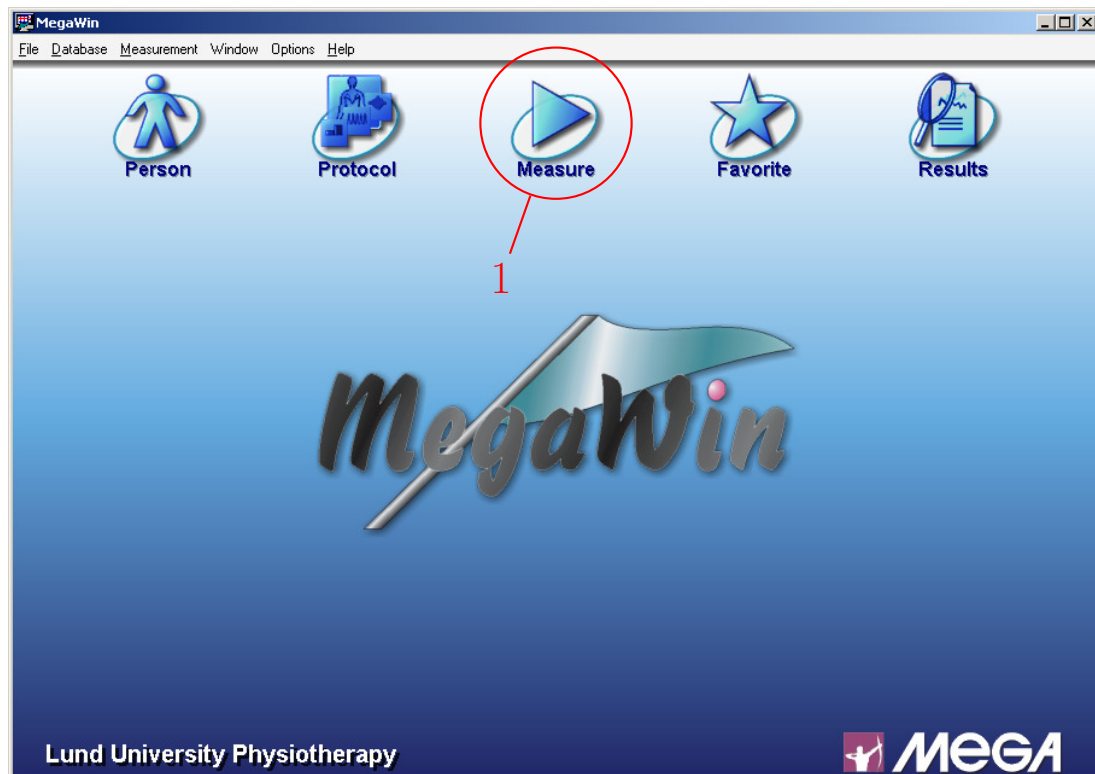 MegaWin
File Database Measurement Window Options Help
Person Protocol Measure Favorite Results
1
MegaWin
Lund University Physiotherapy
MEGA